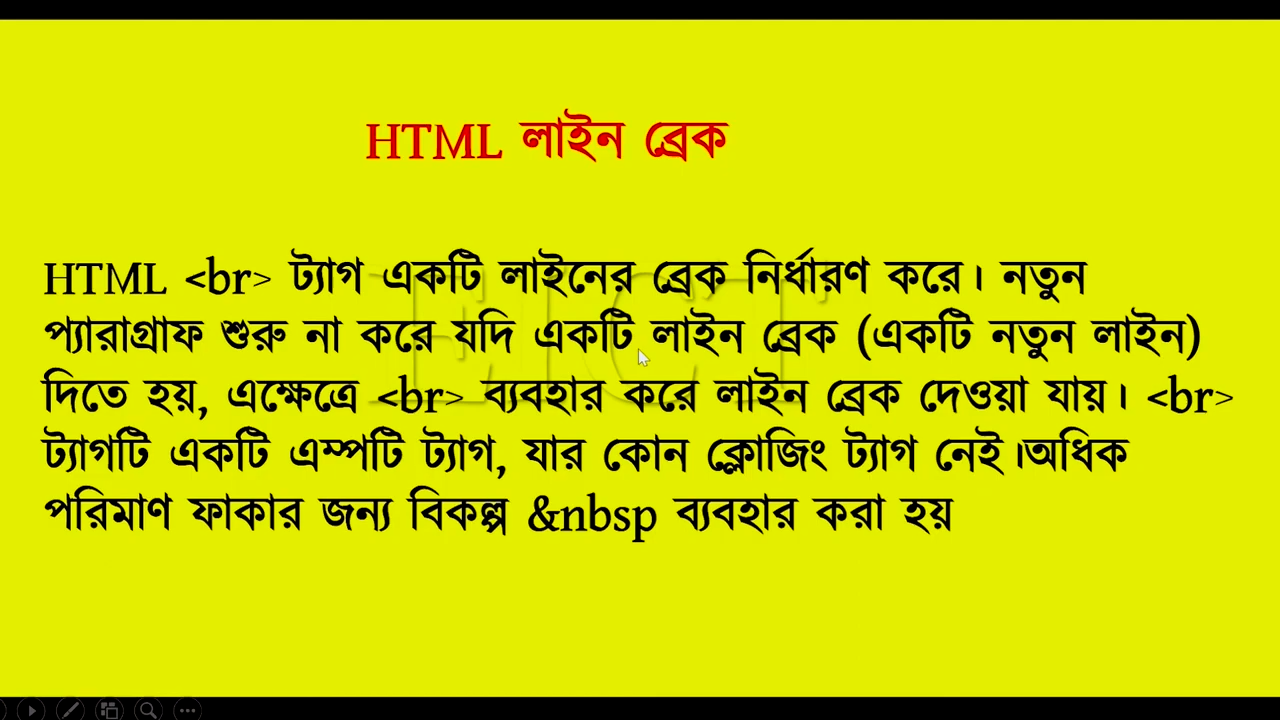 HTML লাইন ব্রেক
HTML <br> ট্যাগ একটি লাইনের ব্রেক নির্ধারণ করে। নতুন
প্যারাগ্রাফ শুরু না করে যদি একটি লাইন ব্রেক (একটি নতুন লাইন)
দিতে হয়, এক্ষেত্রে <br> ব্যবহার করে লাইন ব্রেক দেওয়া যায়। <br>
ট্যাগটি একটি এম্পটি ট্যাগ, যার কোন ক্লোজিং ট্যাগ নেই।অধিক
পরিমাণ ফাকার জন্য বিকল্প &nbsp ব্যবহার করা হয়
EICT